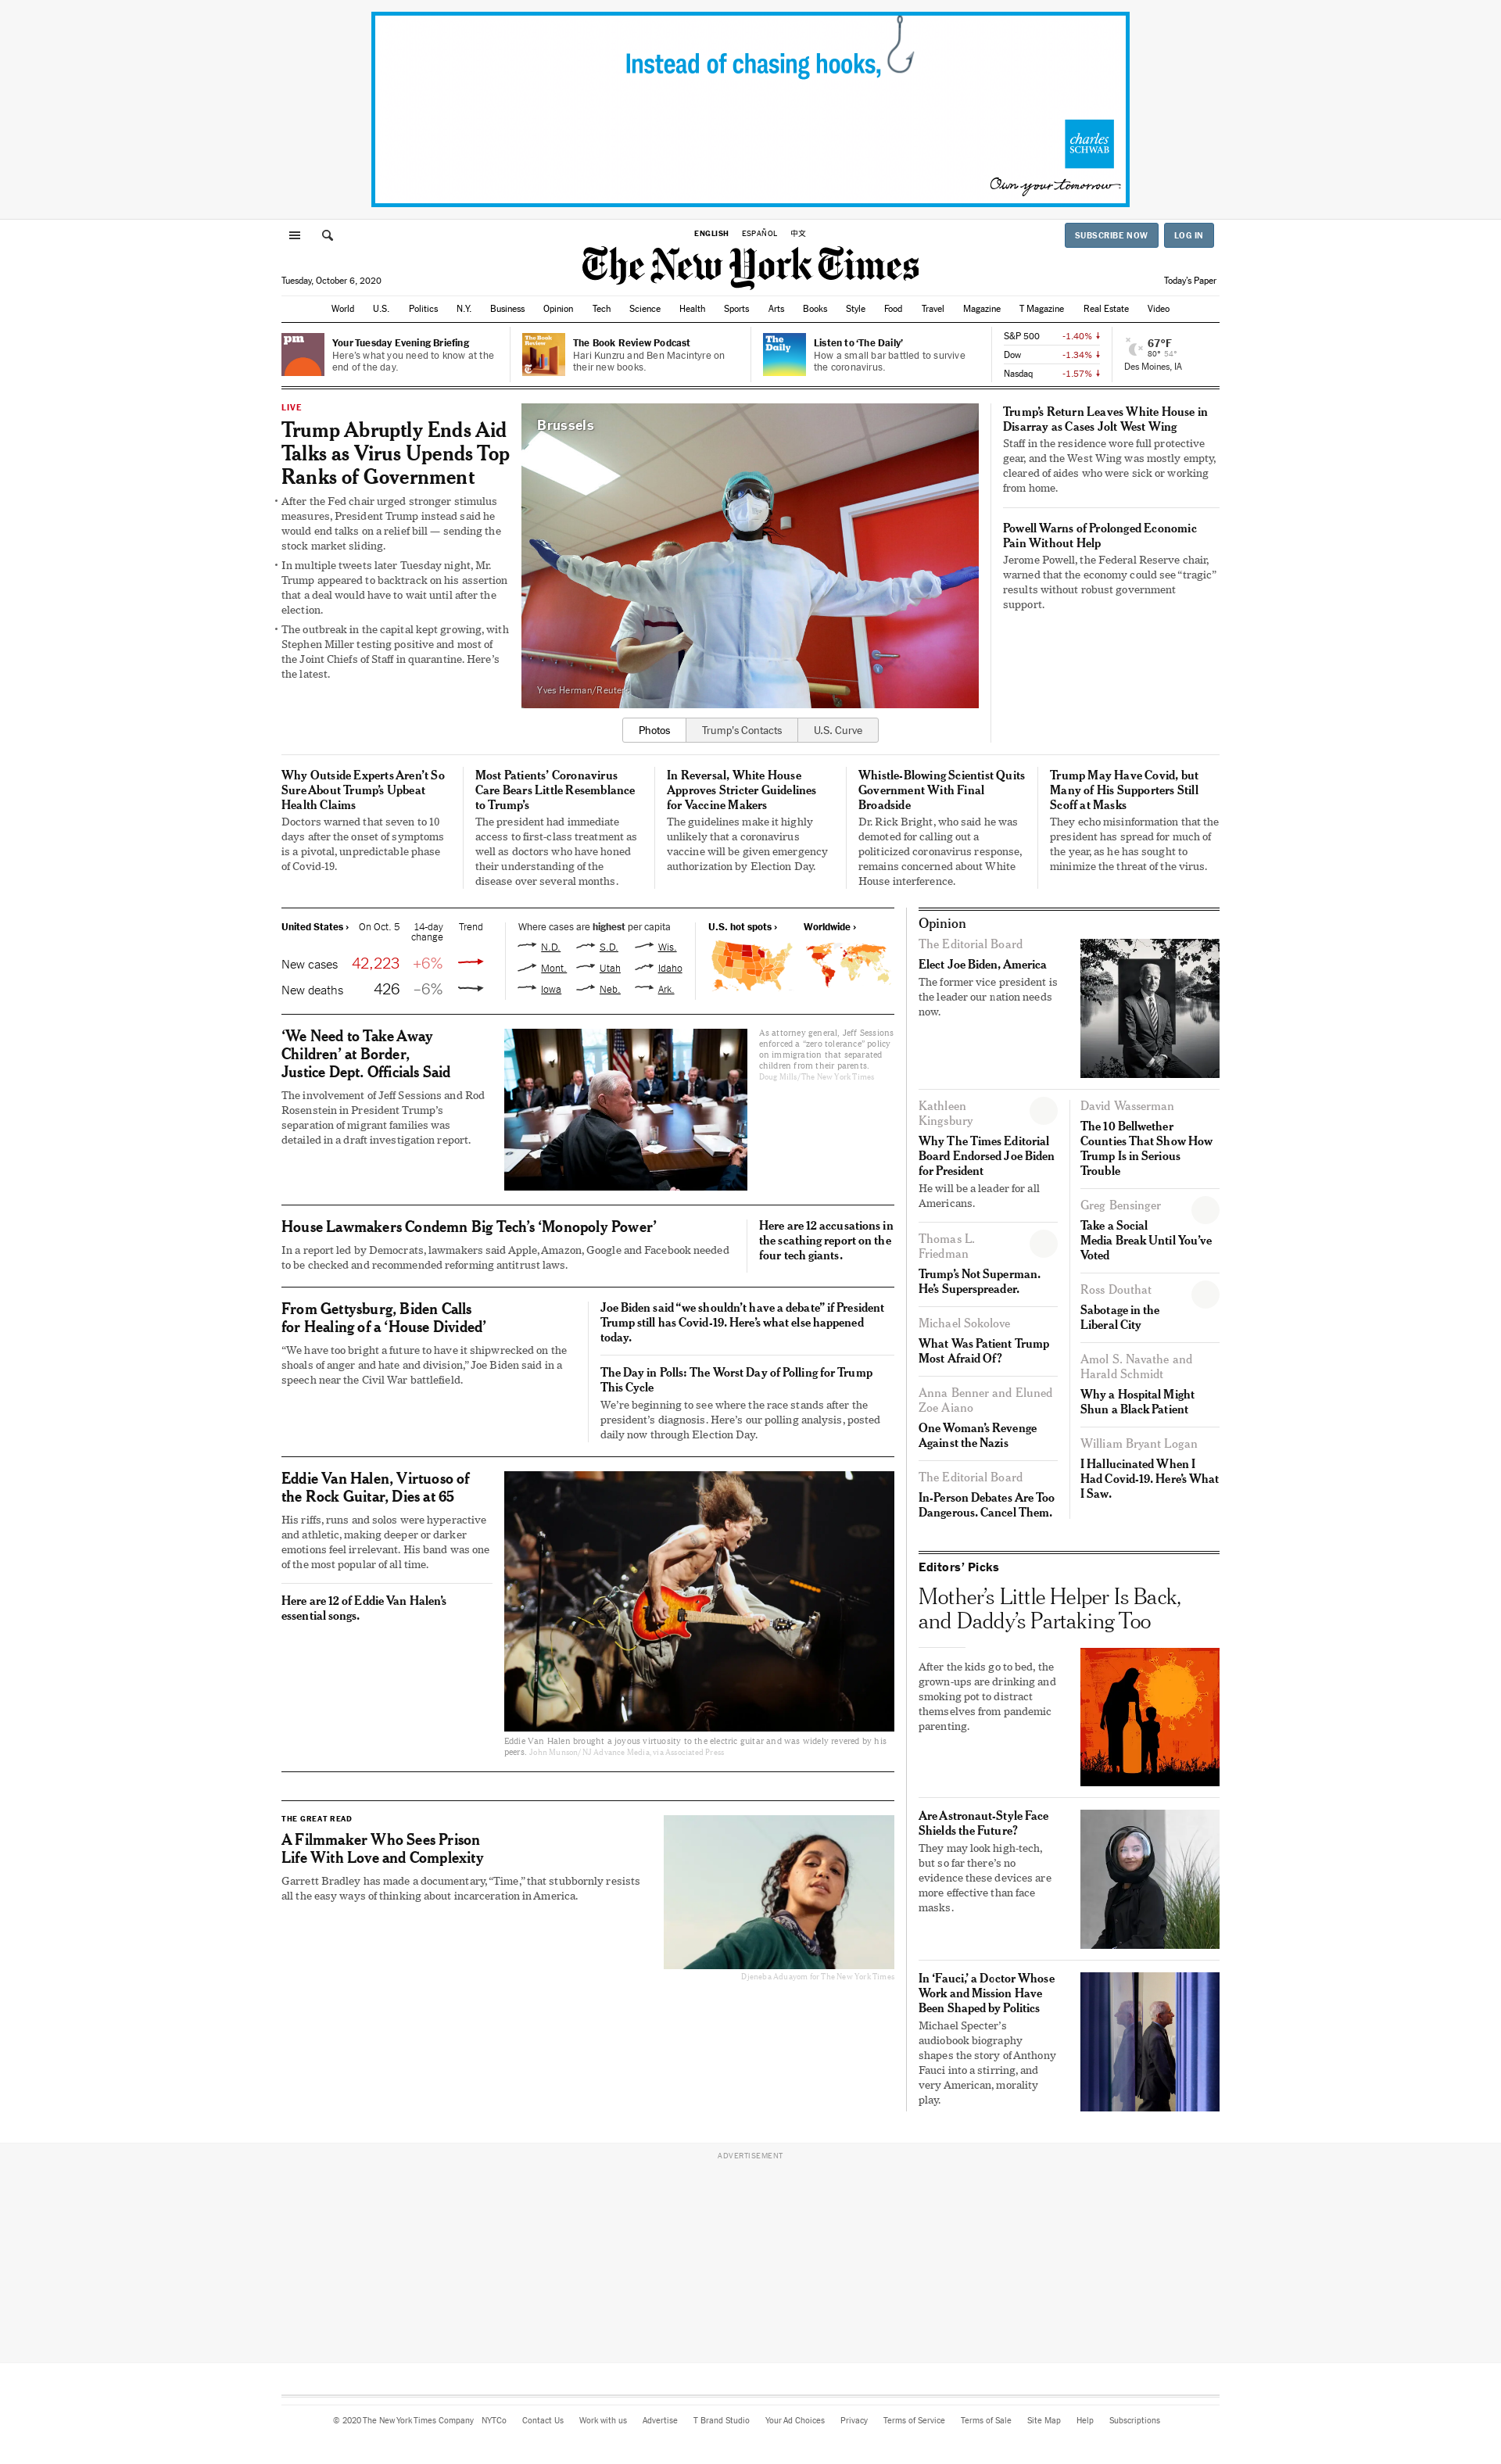 Instead of chasing hooks,
charles
SCHWAB
Own your tomorrow
ENGLISH ESPAÑOL 中文
SUBSCRIBE NOW LOG IN
The New York Times
Tuesday, October 6, 2020
Today's Paper
World U.S. Politics N.Y. Business Opinion Tech Science Health Sports Arts Books Style Food Travel Magazine T Magazine Real Estate Video
pm
Your Tuesday Evening Briefing
Here's what you need to know at the
end of the day.
The Book
Review
The Book Review Podcast
Hari Kunzru and Ben Macintyre on
their new books.
The
Daily
Listen to ‘The Daily’
How a small bar battled to survive
the coronavirus.
S&P 500 -1.40%
Dow -1.34%
Nasdaq -1.57%
67°F
80° 54°
Des Moines, IA
LIVE
Trump Abruptly Ends Aid
Talks as Virus Upends Top
Ranks of Government
• After the Fed chair urged stronger stimulus
measures, President Trump instead said he
would end talks on a relief bill — sending the
stock market sliding.
• In multiple tweets later Tuesday night, Mr.
Trump appeared to backtrack on his assertion
that a deal would have to wait until after the
election.
• The outbreak in the capital kept growing, with
Stephen Miller testing positive and most of
the Joint Chiefs of Staff in quarantine. Here's
the latest.
Brussels
Yves Herman/Reuters
Photos Trump's Contacts U.S. Curve
Trump's Return Leaves White House in
Disarray as Cases Jolt West Wing
Staff in the residence wore full protective
gear, and the West Wing was mostly empty,
cleared of aides who were sick or working
from home.
Powell Warns of Prolonged Economic
Pain Without Help
Jerome Powell, the Federal Reserve chair,
warned that the economy could see “tragic”
results without robust government
support.
Why Outside Experts Aren't So
Sure About Trump's Upbeat
Health Claims
Doctors warned that seven to 10
days after the onset of symptoms
is a pivotal, unpredictable phase
of Covid-19.
Most Patients' Coronavirus
Care Bears Little Resemblance
to Trump's
The president had immediate
access to first-class treatment as
well as doctors who have honed
their understanding of the
disease over several months.
In Reversal, White House
Approves Stricter Guidelines
for Vaccine Makers
The guidelines make it highly
unlikely that a coronavirus
vaccine will be given emergency
authorization by Election Day.
Whistle-Blowing Scientist Quits
Government With Final
Broadside
Dr. Rick Bright, who said he was
demoted for calling out a
politicized coronavirus response,
remains concerned about White
House interference.
Trump May Have Covid, but
Many of His Supporters Still
Scoff at Masks
They echo misinformation that the
president has spread for much of
the year, as he has sought to
minimize the threat of the virus.
United States › On Oct. 5 14-day Trend
change
New cases 42,223 +6%
New deaths 426 –6%
Where cases are highest per capita
N.D. S.D. Wis.
Mont. Utah Idaho
Iowa Neb. Ark.
U.S. hot spots › Worldwide ›
‘We Need to Take Away
Children’ at Border,
Justice Dept. Officials Said
The involvement of Jeff Sessions and Rod
Rosenstein in President Trump's
separation of migrant families was
detailed in a draft investigation report.
As attorney general, Jeff Sessions
enforced a “zero tolerance” policy
on immigration that separated
children from their parents.
Doug Mills/The New York Times
House Lawmakers Condemn Big Tech's ‘Monopoly Power’
In a report led by Democrats, lawmakers said Apple, Amazon, Google and Facebook needed
to be checked and recommended reforming antitrust laws.
Here are 12 accusations in
the scathing report on the
four tech giants.
From Gettysburg, Biden Calls
for Healing of a ‘House Divided’
“We have too bright a future to have it shipwrecked on the
shoals of anger and hate and division,” Joe Biden said in a
speech near the Civil War battlefield.
Joe Biden said “we shouldn't have a debate” if President
Trump still has Covid-19. Here's what else happened
today.
The Day in Polls: The Worst Day of Polling for Trump
This Cycle
We're beginning to see where the race stands after the
president's diagnosis. Here's our polling analysis, posted
daily now through Election Day.
Eddie Van Halen, Virtuoso of
the Rock Guitar, Dies at 65
His riffs, runs and solos were hyperactive
and athletic, making deeper or darker
emotions feel irrelevant. His band was one
of the most popular of all time.
Here are 12 of Eddie Van Halen's
essential songs.
Eddie Van Halen brought a joyous virtuosity to the electric guitar and was widely revered by his
peers. John Munson/NJ Advance Media, via Associated Press
THE GREAT READ
A Filmmaker Who Sees Prison
Life With Love and Complexity
Garrett Bradley has made a documentary, “Time,” that stubbornly resists
all the easy ways of thinking about incarceration in America.
Djeneba Aduayom for The New York Times
Opinion
The Editorial Board
Elect Joe Biden, America
The former vice president is
the leader our nation needs
now.
Kathleen
Kingsbury
Why The Times Editorial
Board Endorsed Joe Biden
for President
He will be a leader for all
Americans.
Thomas L.
Friedman
Trump's Not Superman.
He's Superspreader.
Michael Sokolove
What Was Patient Trump
Most Afraid Of?
Anna Benner and Eluned
Zoe Aiano
One Woman's Revenge
Against the Nazis
The Editorial Board
In-Person Debates Are Too
Dangerous. Cancel Them.
David Wasserman
The 10 Bellwether
Counties That Show How
Trump Is in Serious
Trouble
Greg Bensinger
Take a Social
Media Break Until You've
Voted
Ross Douthat
Sabotage in the
Liberal City
Amol S. Navathe and
Harald Schmidt
Why a Hospital Might
Shun a Black Patient
William Bryant Logan
I Hallucinated When I
Had Covid-19. Here's What
I Saw.
Editors' Picks
Mother's Little Helper Is Back,
and Daddy's Partaking Too
After the kids go to bed, the
grown-ups are drinking and
smoking pot to distract
themselves from pandemic
parenting.
Are Astronaut-Style Face
Shields the Future?
They may look high-tech,
but so far there's no
evidence these devices are
more effective than face
masks.
In ‘Fauci,’ a Doctor Whose
Work and Mission Have
Been Shaped by Politics
Michael Specter's
audiobook biography
shapes the story of Anthony
Fauci into a stirring, and
very American, morality
play.
ADVERTISEMENT
© 2020 The New York Times Company NYTCo Contact Us Work with us Advertise T Brand Studio Your Ad Choices Privacy Terms of Service Terms of Sale Site Map Help Subscriptions